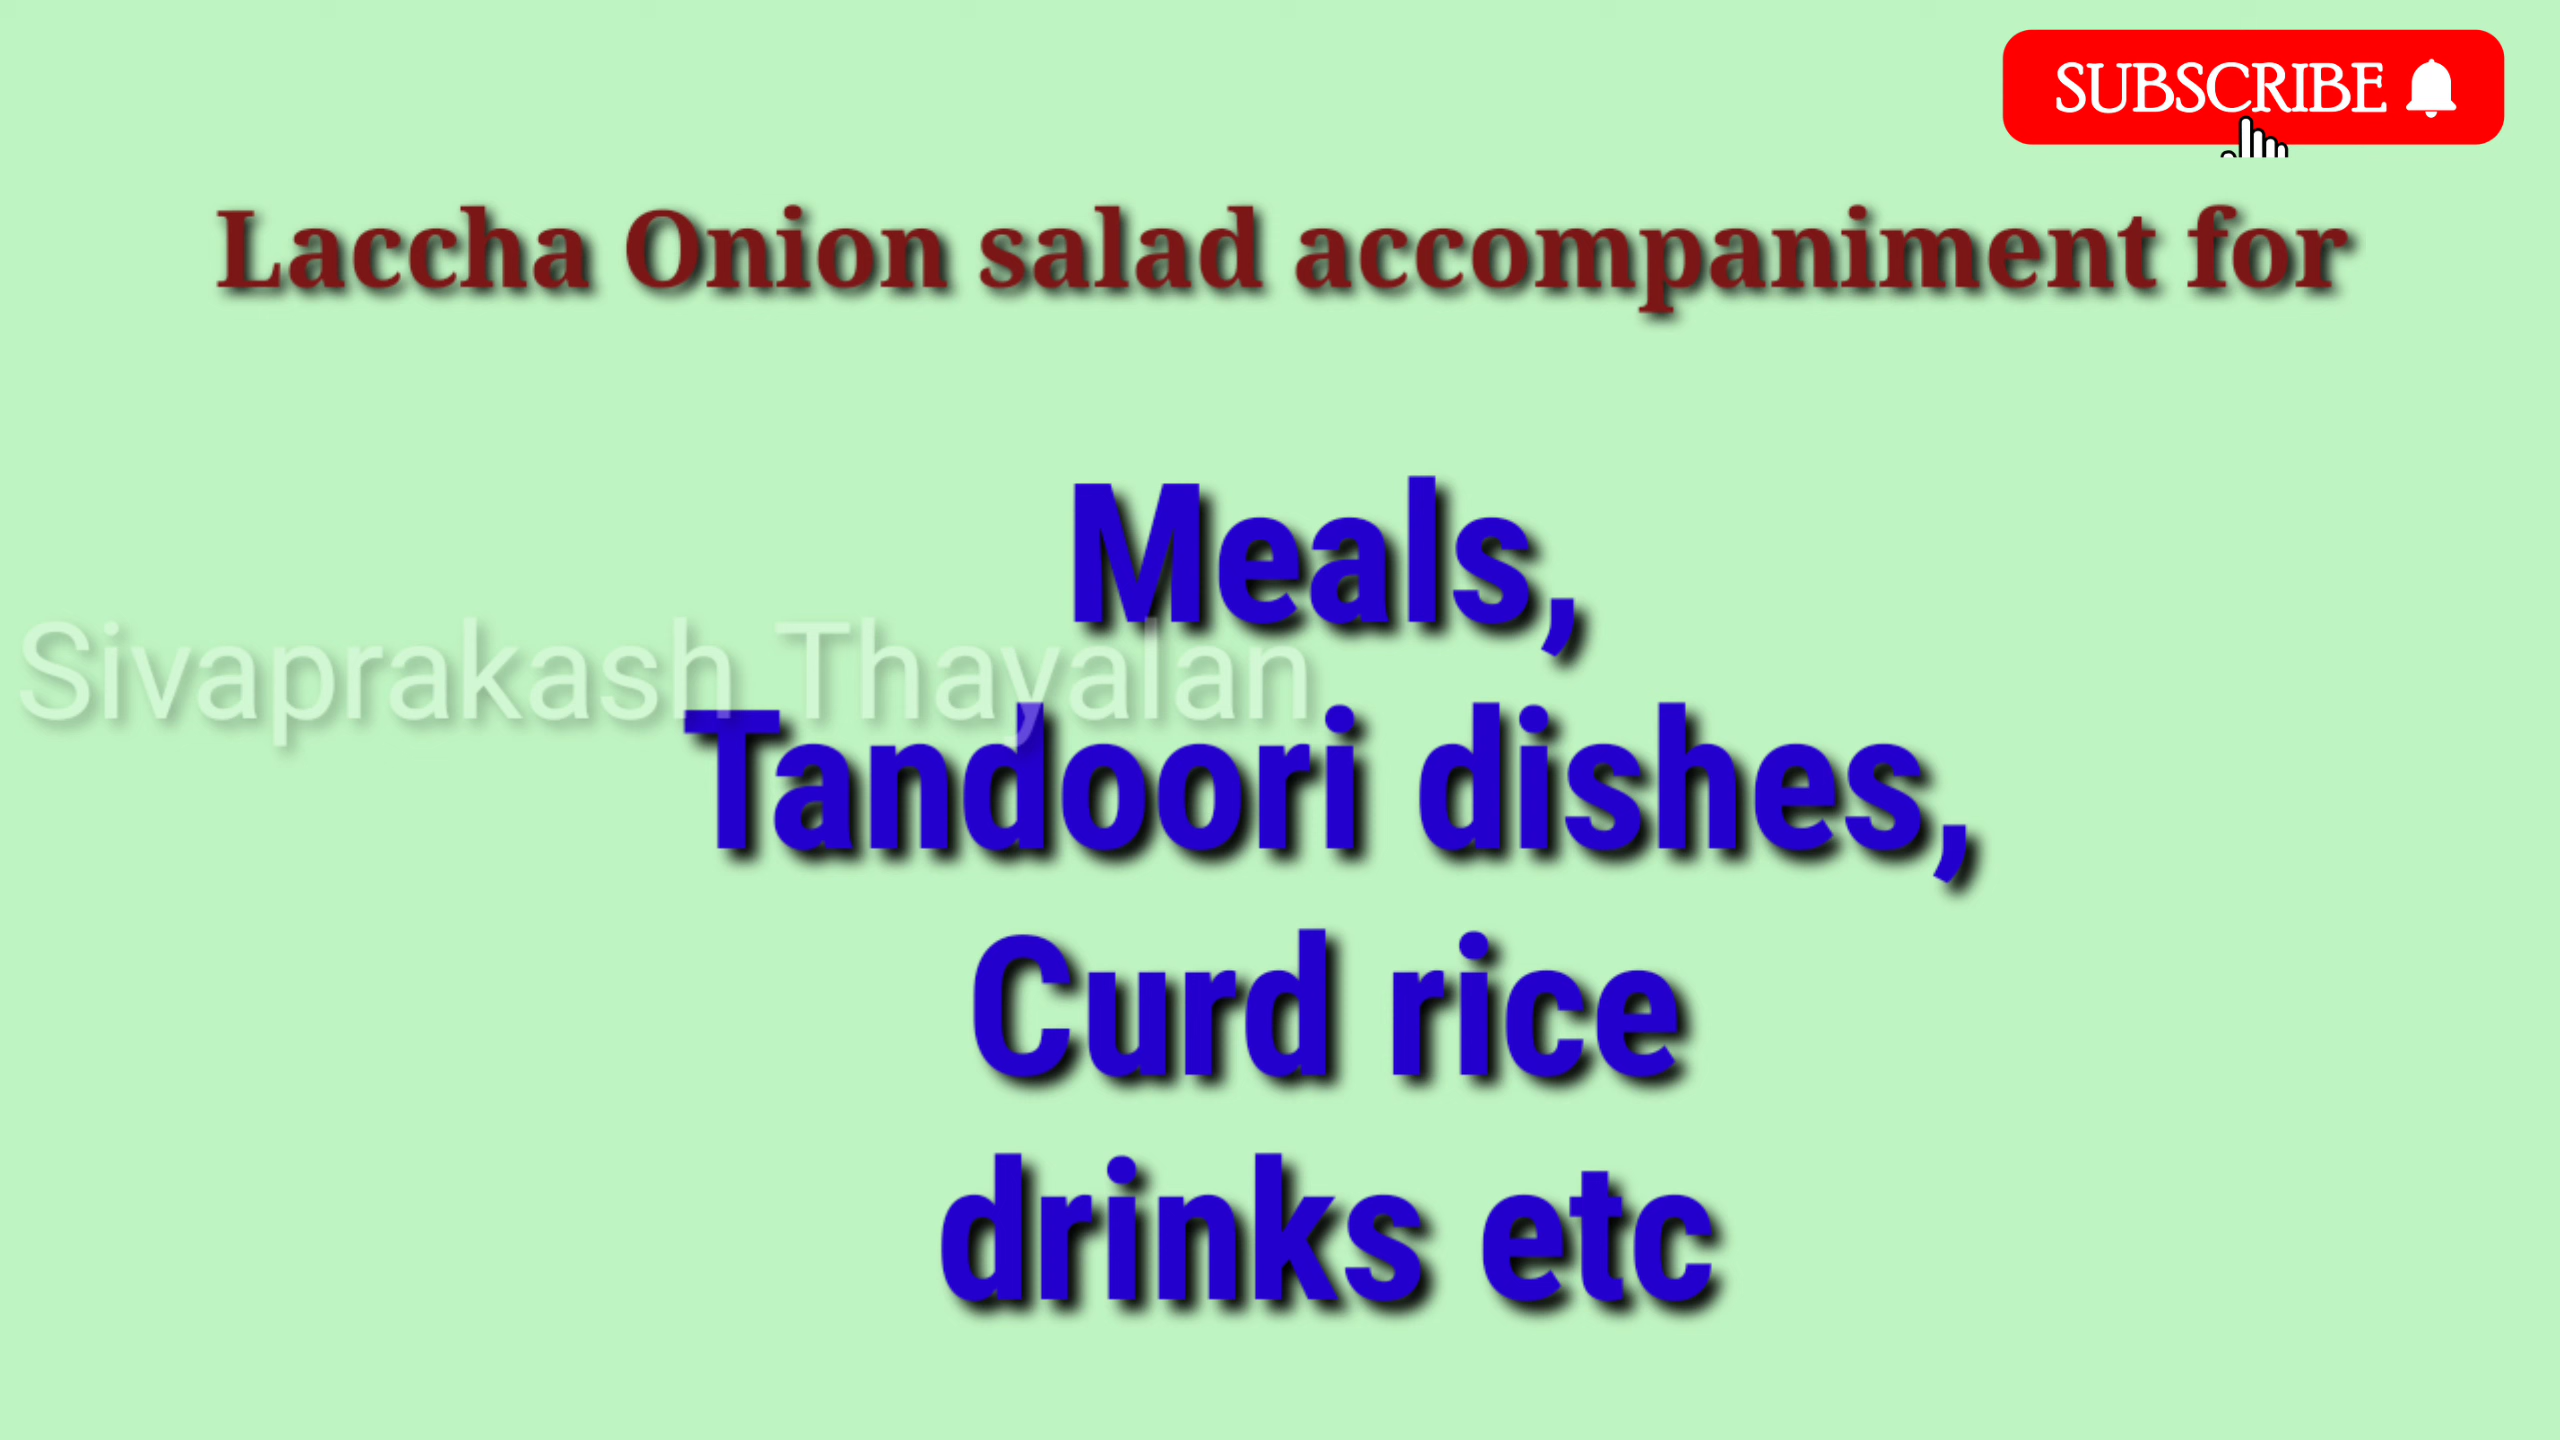 SUBSCRIBE
Laccha Onion salad accompaniment for
Meals,
Sivaprakash Thayalan
Tandoori dishes,
Curd rice
drinks etc